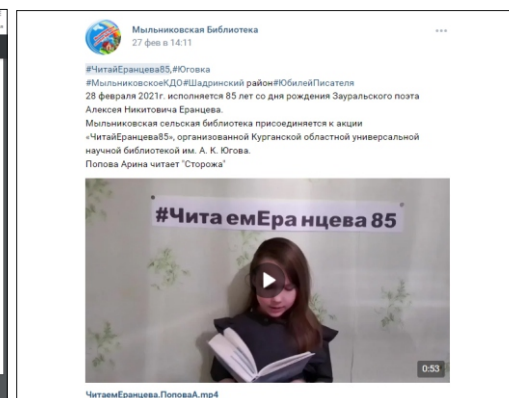 Мыльниковская Библиотека
27 фев в 14:11
#ЧитайЕранцева85,#Юговка
#МыльниковскоеКДО#Шадринский район#ЮбилейПисателя
28 февраля 2021г. исполняется 85 лет со дня рождения Зауральского поэта
Алексея Никитовича Еранцева.
Мыльниковская сельская библиотека присоединяется к акции
«ЧитайЕранцева85», организованной Курганской областной универсальной
научной библиотекой им. А. К. Югова.
Попова Арина читает "Сторожа"
#Чита емЕра нцева 85
0:53
ЧитаемЕранцева.ПоповаА.mp4